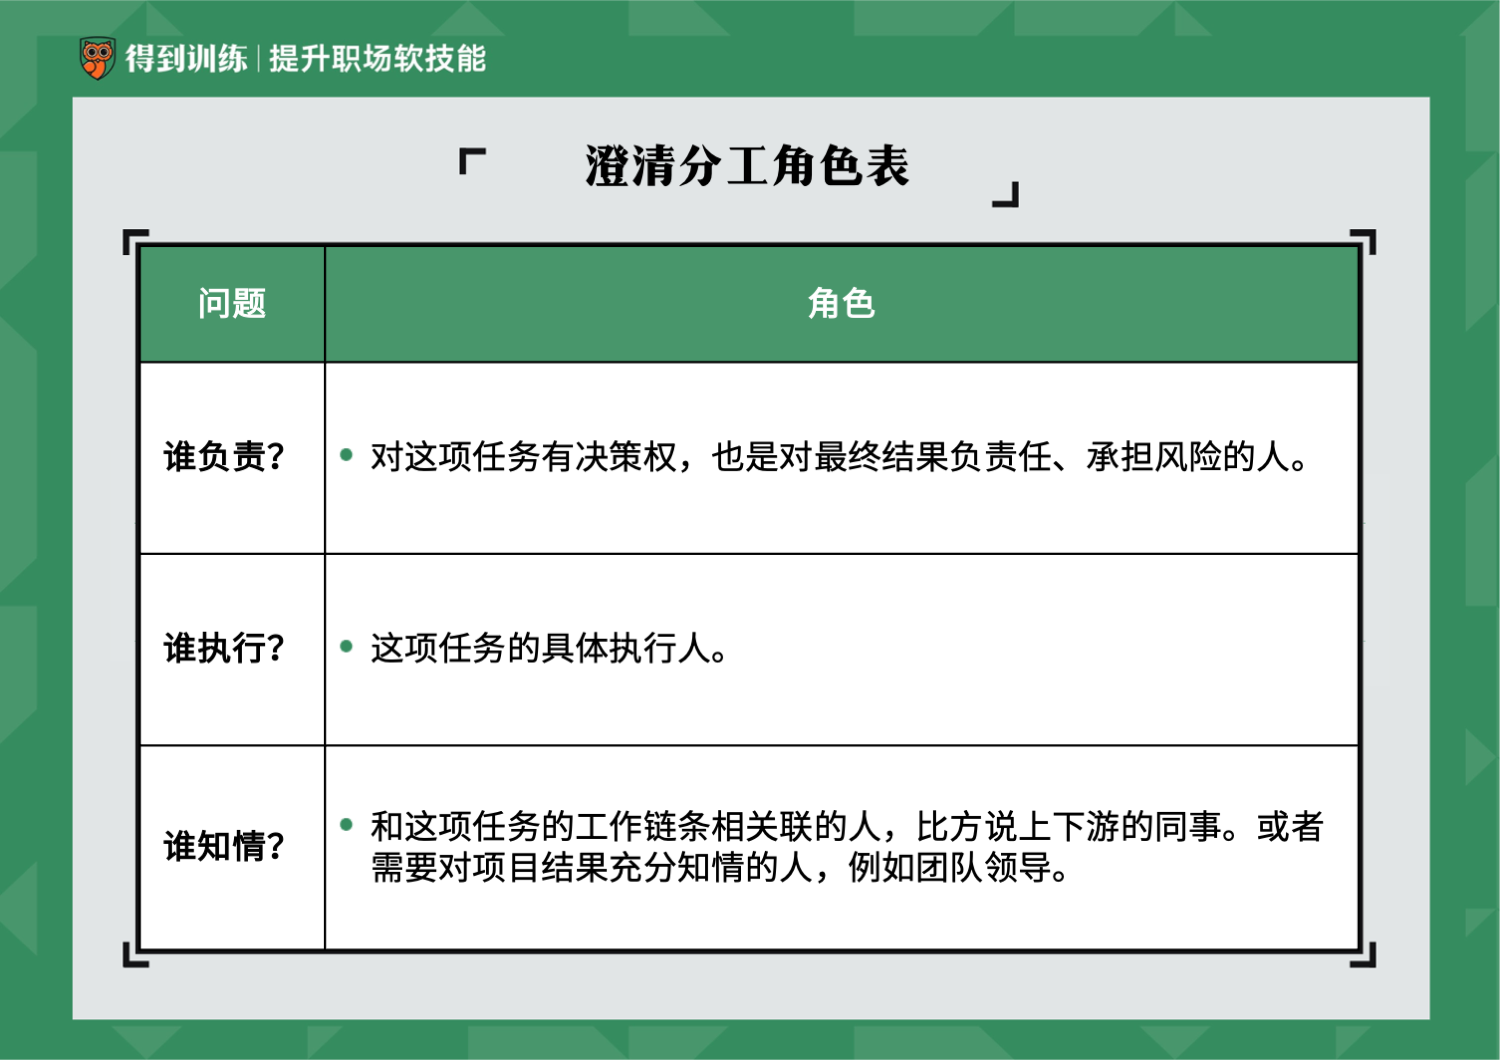 得到训练|提升职场软技能
澄清分工角色表
问题
角色
谁负责？
对这项任务有决策权，也是对最终结果负责任、承担风险的人。
谁执行？
这项任务的具体执行人。
谁知情？
和这项任务的工作链条相关联的人，比方说上下游的同事。或者
需要对项目结果充分知情的人，例如团队领导。